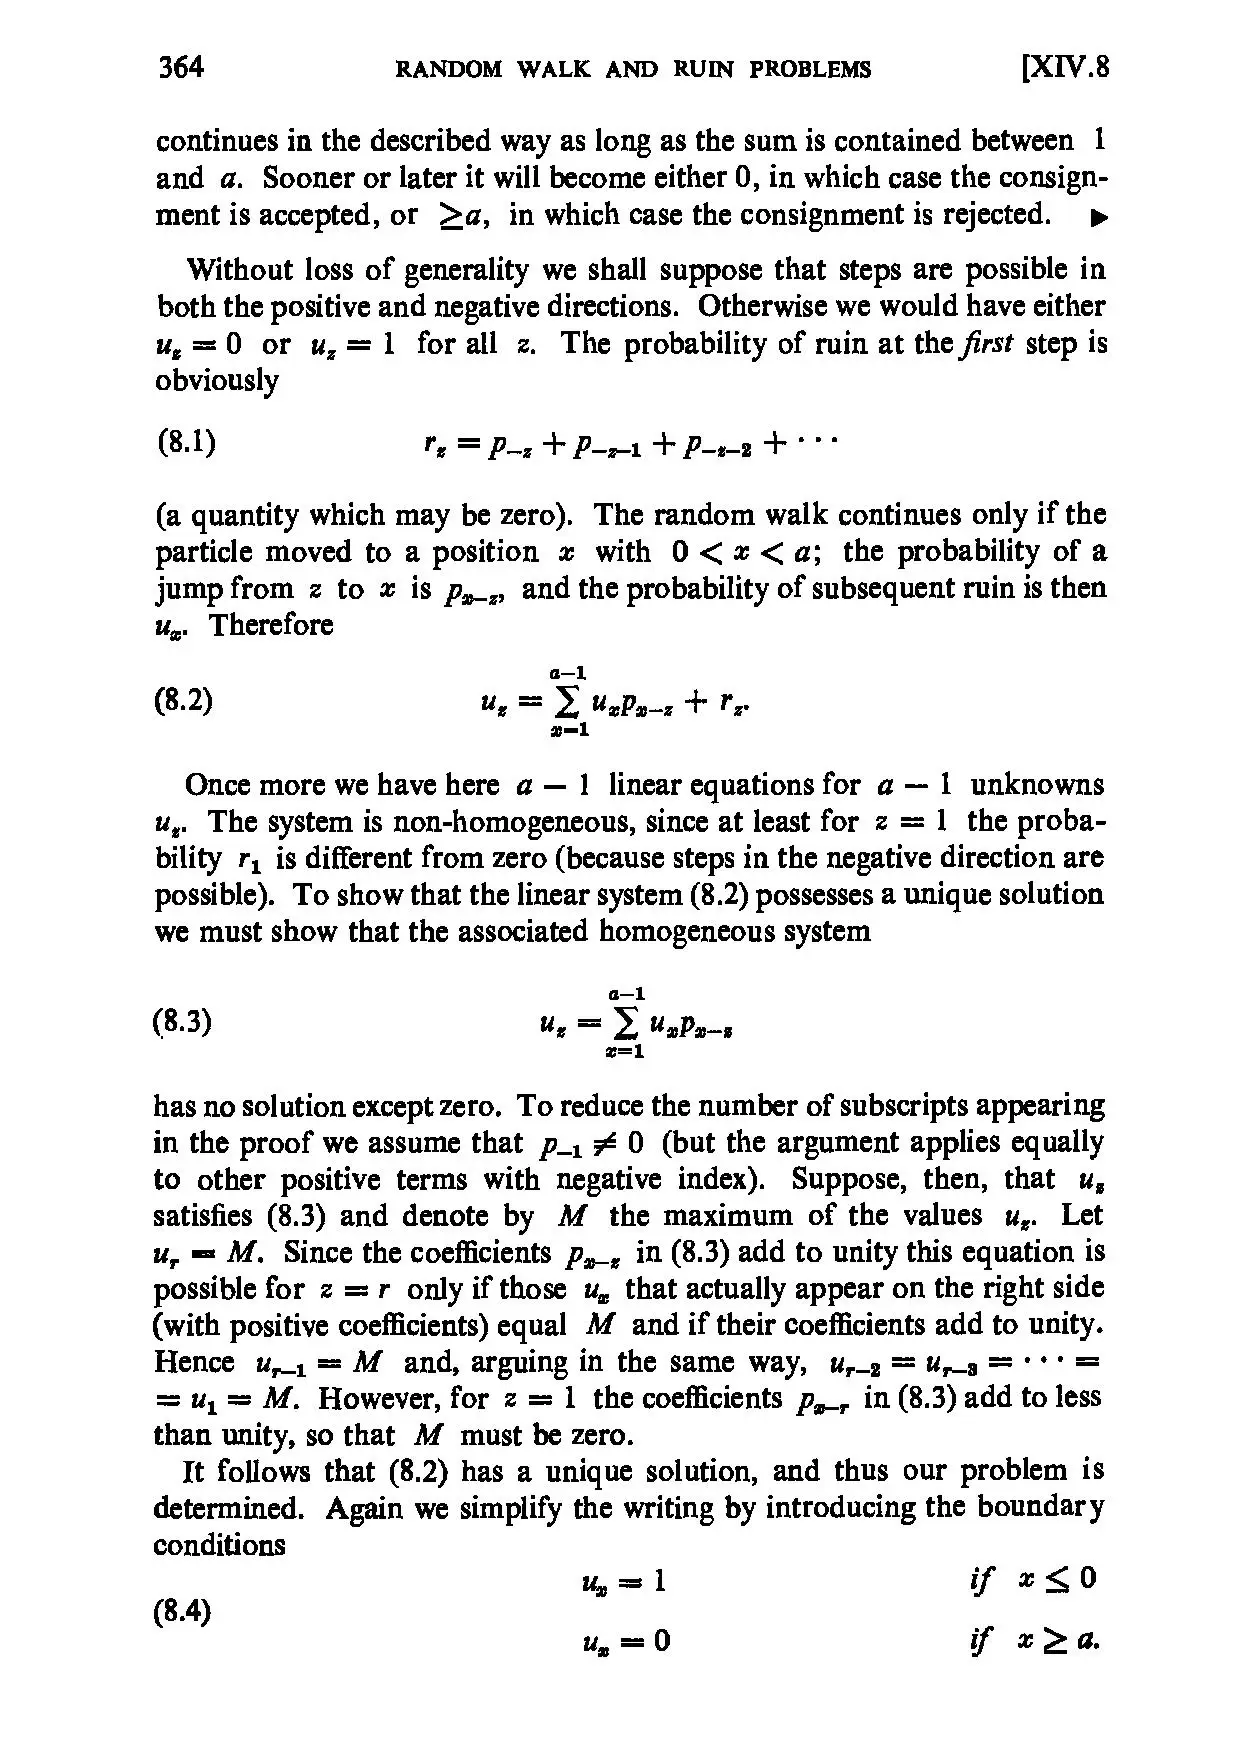 364 RANDOM WALK AND RUIN PROBLEMS [XIV.8
continues in the described way as long as the sum is contained between 1
and a. Sooner or later it will become either 0, in which case the consign-
ment is accepted, or ≥a, in which case the consignment is rejected. ▶
Without loss of generality we shall suppose that steps are possible in
both the positive and negative directions. Otherwise we would have either
u_z = 0 or u_z = 1 for all z. The probability of ruin at the first step is
obviously
(8.1) r_z = p_{-z} + p_{-z-1} + p_{-z-2} + · · ·
(a quantity which may be zero). The random walk continues only if the
particle moved to a position x with 0 < x < a; the probability of a
jump from z to x is p_{x-z}, and the probability of subsequent ruin is then
u_x. Therefore
(8.2) u_z = ∑_{x=1}^{a-1} u_x p_{x-z} + r_z.
Once more we have here a − 1 linear equations for a − 1 unknowns
u_z. The system is non-homogeneous, since at least for z = 1 the proba-
bility r_1 is different from zero (because steps in the negative direction are
possible). To show that the linear system (8.2) possesses a unique solution
we must show that the associated homogeneous system
(8.3) u_z = ∑_{x=1}^{a-1} u_x p_{x-z}
has no solution except zero. To reduce the number of subscripts appearing
in the proof we assume that p_{-1} ≠ 0 (but the argument applies equally
to other positive terms with negative index). Suppose, then, that u_z
satisfies (8.3) and denote by M the maximum of the values u_z. Let
u_r = M. Since the coefficients p_{x-z} in (8.3) add to unity this equation is
possible for z = r only if those u_x that actually appear on the right side
(with positive coefficients) equal M and if their coefficients add to unity.
Hence u_{r-1} = M and, arguing in the same way, u_{r-2} = u_{r-3} = · · · =
= u_1 = M. However, for z = 1 the coefficients p_{x-r} in (8.3) add to less
than unity, so that M must be zero.
It follows that (8.2) has a unique solution, and thus our problem is
determined. Again we simplify the writing by introducing the boundary
conditions
u_x = 1 if x ≤ 0
(8.4)
u_x = 0 if x ≥ a.